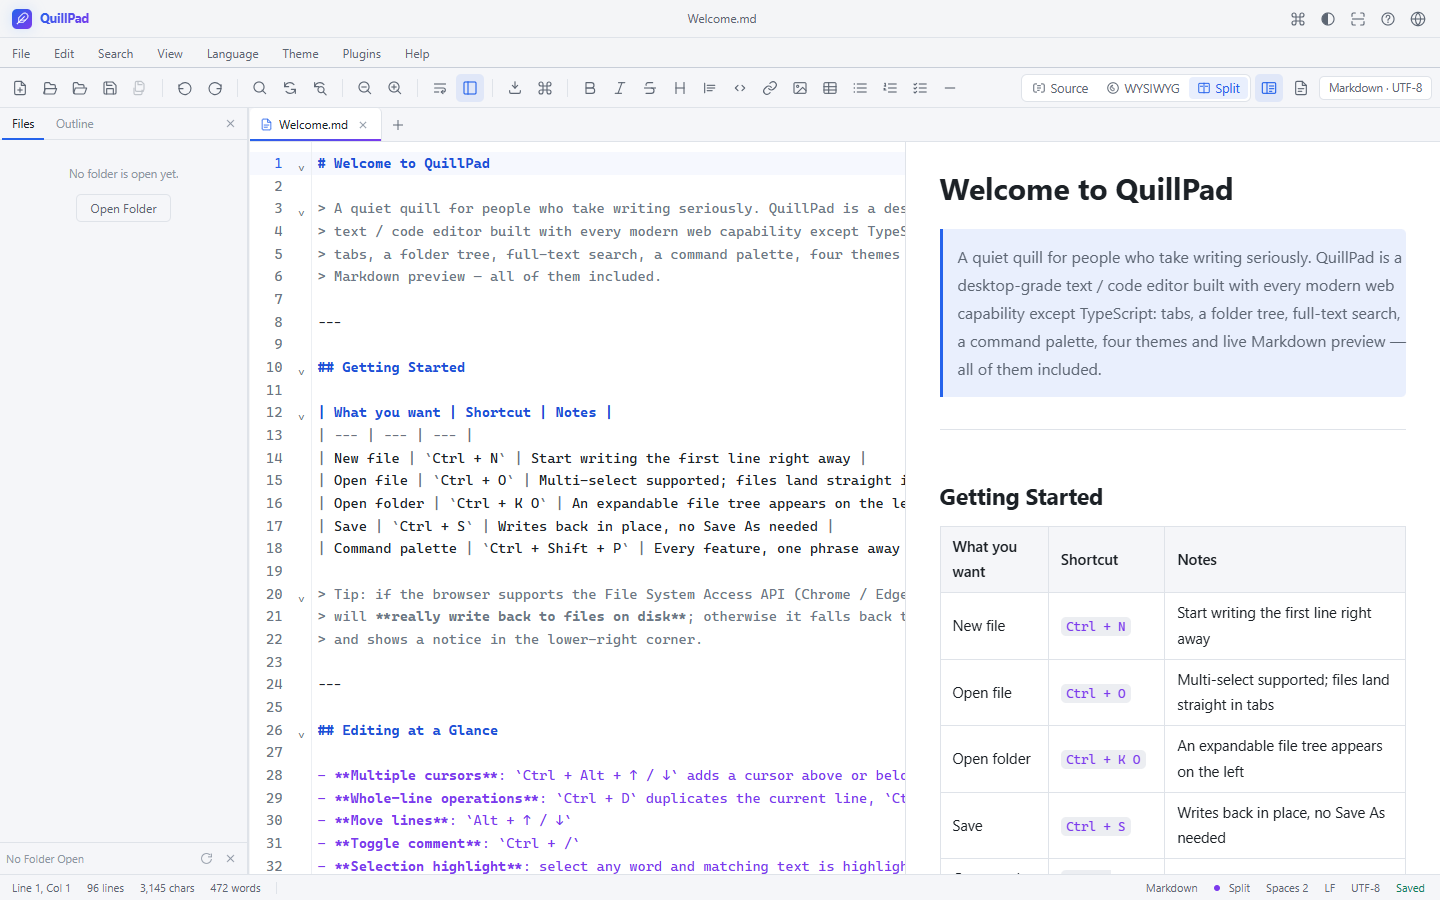 QuillPad
Welcome.md
File Edit Search View Language Theme Plugins Help
Source WYSIWYG Split Markdown · UTF-8
Files Outline
Welcome.md
No folder is open yet.
Open Folder
No Folder Open
1 # Welcome to QuillPad
2
3 > A quiet quill for people who take writing seriously. QuillPad is a des
4 > text / code editor built with every modern web capability except TypeS
5 > tabs, a folder tree, full-text search, a command palette, four themes
6 > Markdown preview — all of them included.
7
8 ---
9
10 ## Getting Started
11
12 | What you want | Shortcut | Notes |
13 | --- | --- | --- |
14 | New file | `Ctrl + N` | Start writing the first line right away |
15 | Open file | `Ctrl + O` | Multi-select supported; files land straight i
16 | Open folder | `Ctrl + K O` | An expandable file tree appears on the le
17 | Save | `Ctrl + S` | Writes back in place, no Save As needed |
18 | Command palette | `Ctrl + Shift + P` | Every feature, one phrase away
19
20 > Tip: if the browser supports the File System Access API (Chrome / Edge
21 > will **really write back to files on disk**; otherwise it falls back t
22 > and shows a notice in the lower-right corner.
23
24 ---
25
26 ## Editing at a Glance
27
28 - **Multiple cursors**: `Ctrl + Alt + ↑ / ↓` adds a cursor above or belo
29 - **Whole-line operations**: `Ctrl + D` duplicates the current line, `Ct
30 - **Move lines**: `Alt + ↑ / ↓`
31 - **Toggle comment**: `Ctrl + /`
32 - **Selection highlight**: select any word and matching text is highligh
Welcome to QuillPad
A quiet quill for people who take writing seriously. QuillPad is a
desktop-grade text / code editor built with every modern web
capability except TypeScript: tabs, a folder tree, full-text search,
a command palette, four themes and live Markdown preview —
all of them included.
Getting Started
What you want Shortcut Notes
New file Ctrl + N Start writing the first line right away
Open file Ctrl + O Multi-select supported; files land straight in tabs
Open folder Ctrl + K O An expandable file tree appears on the left
Save Ctrl + S Writes back in place, no Save As needed
Line 1, Col 1 96 lines 3,145 chars 472 words
Markdown Split Spaces 2 LF UTF-8 Saved